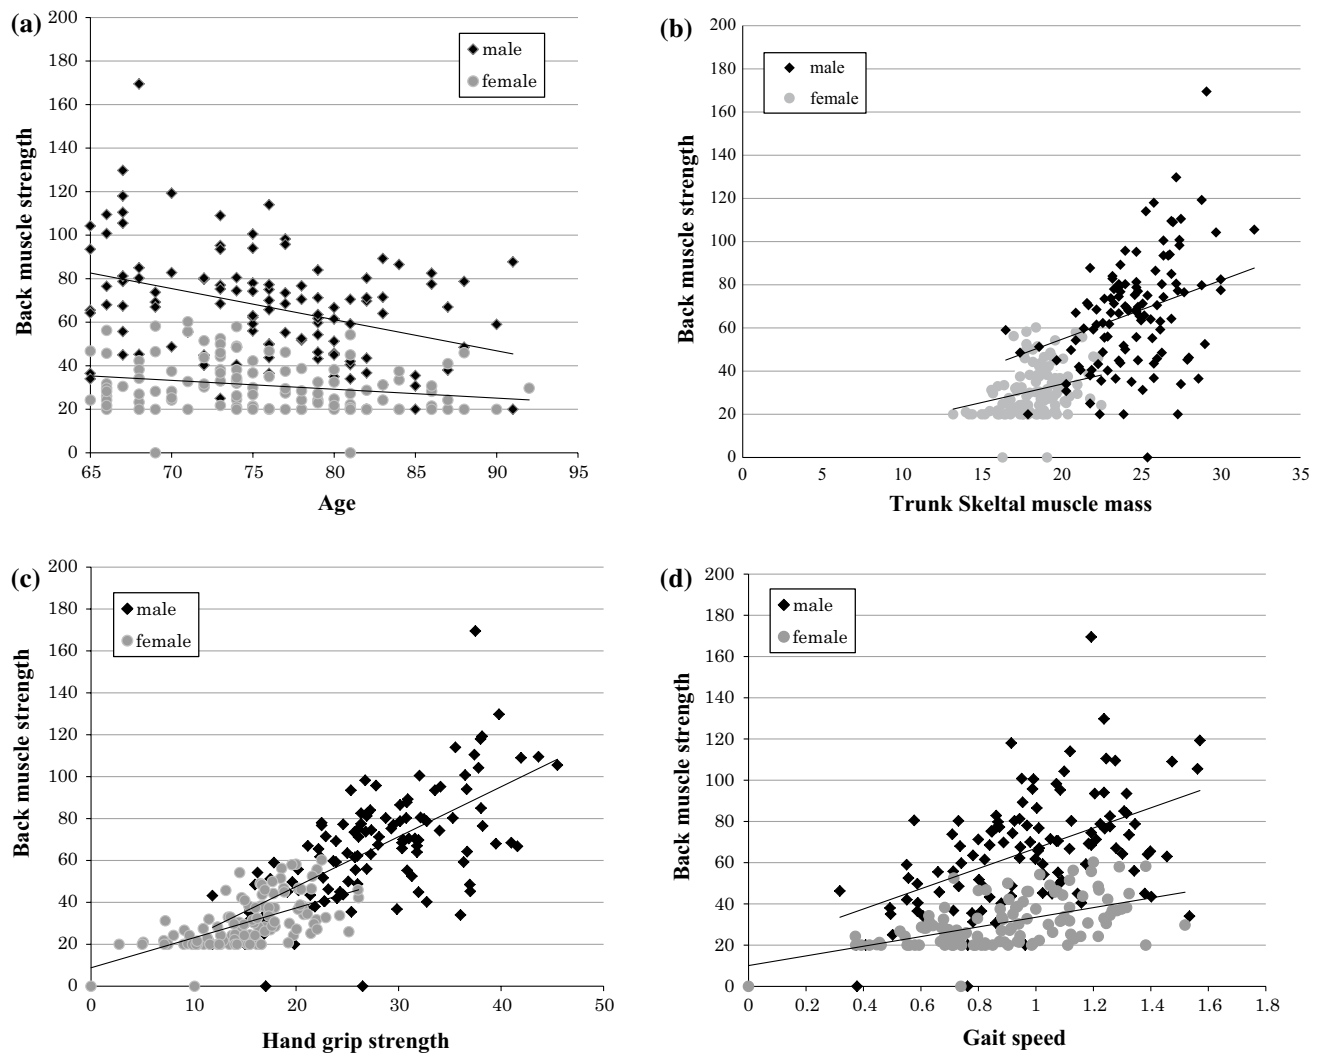 (a)
200
180
160
140
120
100
80
60
40
20
0
Back muscle strength
male
female
65 70 75 80 85 90 95
Age
(b)
200
180
160
140
120
100
80
60
40
20
0
Back muscle strength
male
female
0 5 10 15 20 25 30 35
Trunk Skeltal muscle mass
(c)
200
180
160
140
120
100
80
60
40
20
0
Back muscle strength
male
female
0 10 20 30 40 50
Hand grip strength
(d)
200
180
160
140
120
100
80
60
40
20
0
Back muscle strength
male
female
0 0.2 0.4 0.6 0.8 1 1.2 1.4 1.6 1.8
Gait speed